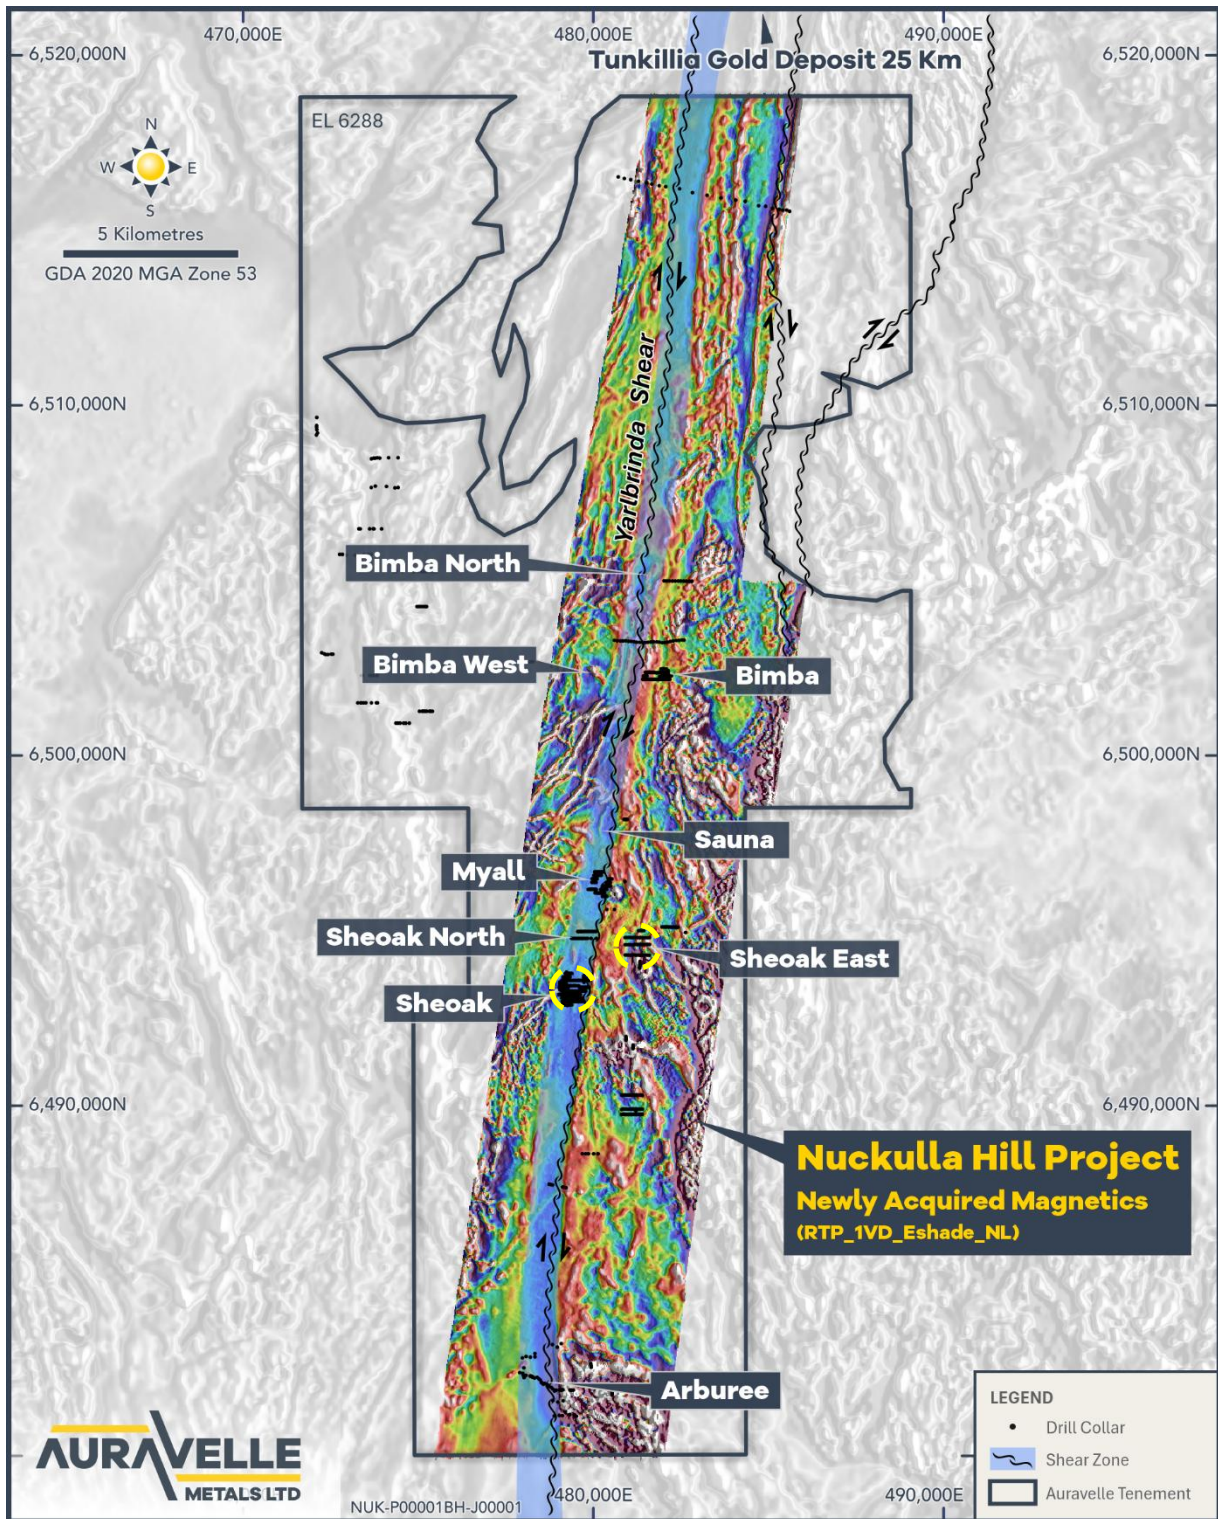 470,000E
480,000E
490,000E
6,520,000N
Tunkillia Gold Deposit 25 Km
6,520,000N
EL 6288
N
W
E
S
5 Kilometres
GDA 2020 MGA Zone 53
Yarlbrinda Shear
6,510,000N
6,510,000N
Bimba North
Bimba West
Bimba
6,500,000N
6,500,000N
Sauna
Myall
Sheoak North
Sheoak East
Sheoak
6,490,000N
6,490,000N
Nuckulla Hill Project
Newly Acquired Magnetics
(RTP_1VD_Eshade_NL)
Arburee
LEGEND
Drill Collar
Shear Zone
Auravelle Tenement
AURAVELLE
METALS LTD
NUK-P00001BH-J00001
480,000E
490,000E